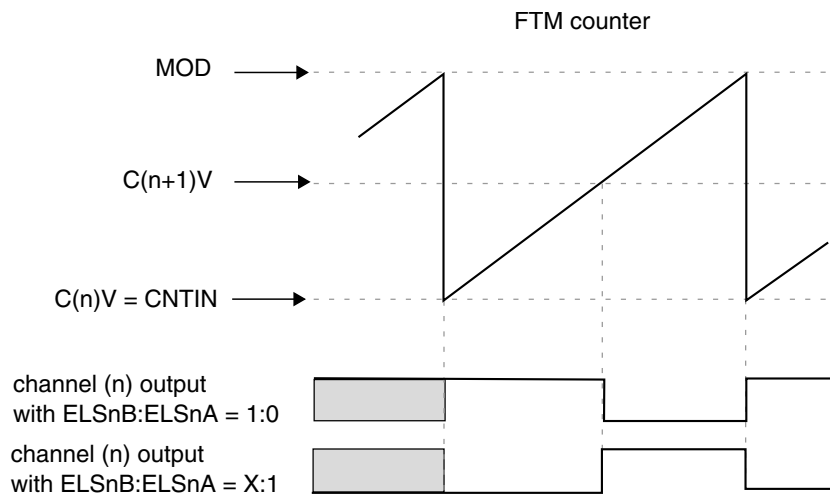 FTM counter
MOD
C(n+1)V
C(n)V = CNTIN
channel (n) output
with ELSnB:ELSnA = 1:0
channel (n) output
with ELSnB:ELSnA = X:1